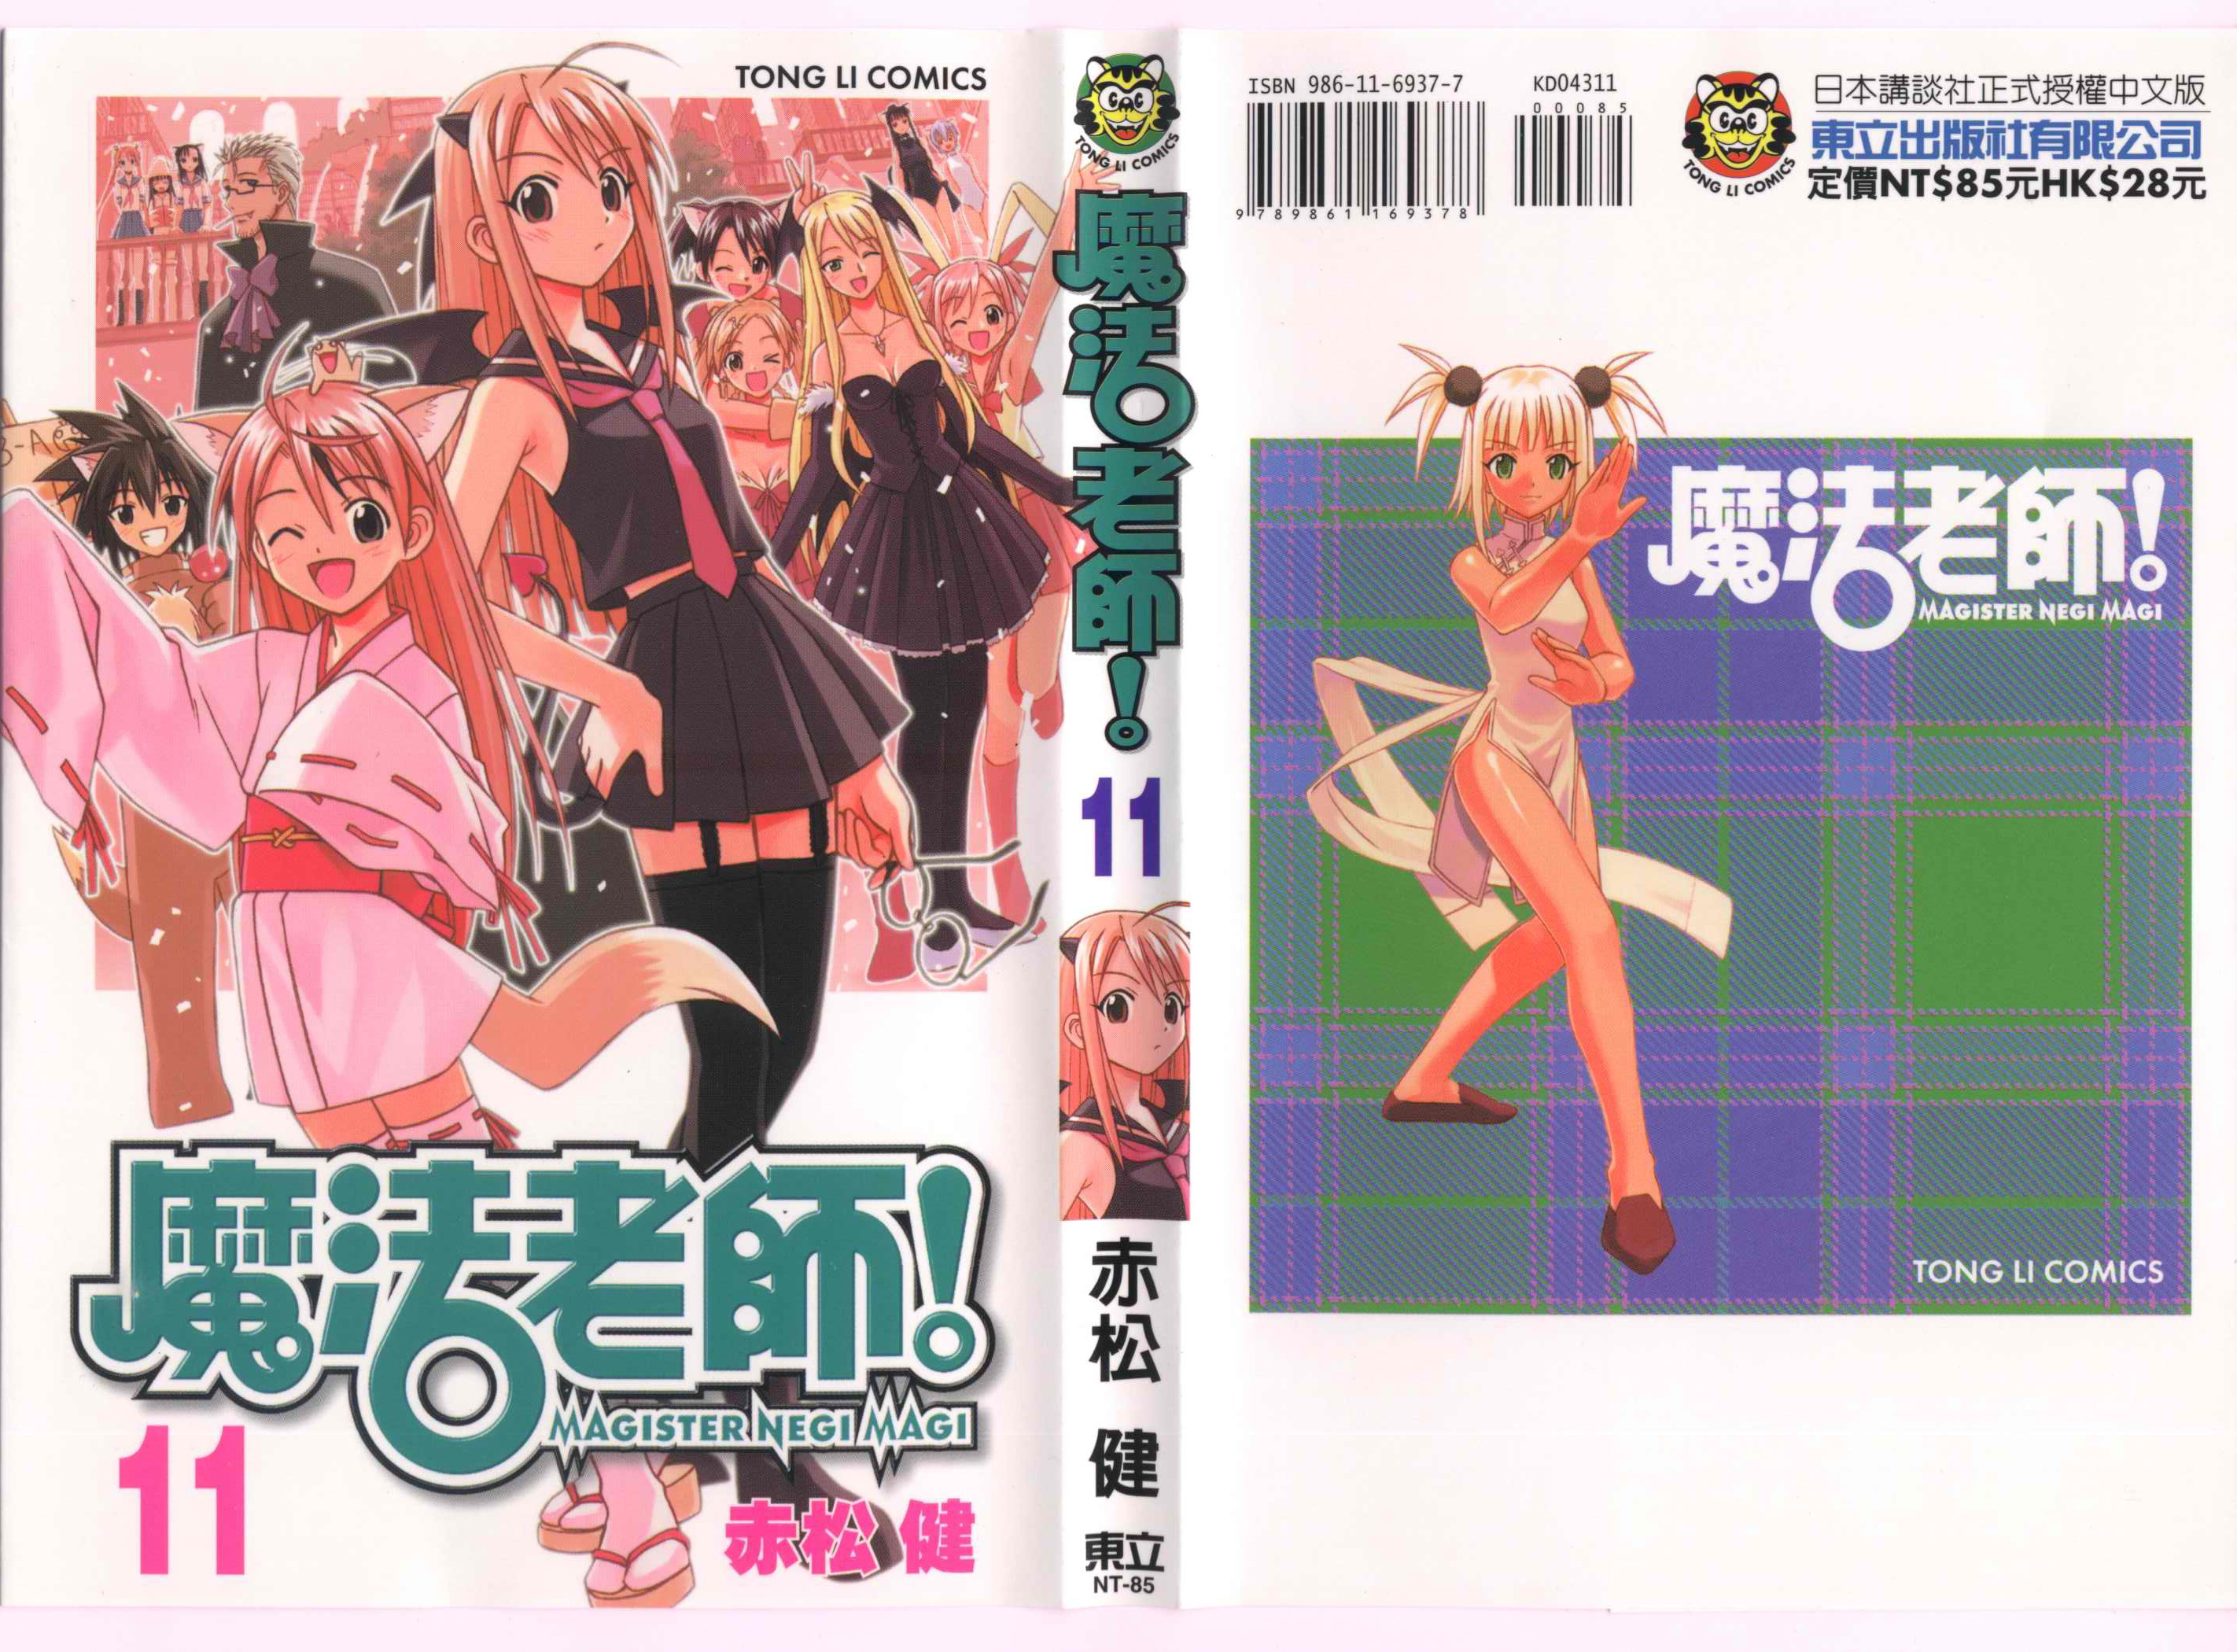 TONG LI COMICS
魔法老師!
MAGISTER NEGI MAGI
11
赤松 健
TONG LI COMICS
魔法老師!
11
赤松 健
東立
NT-85
ISBN 986-11-6937-7
9789861169378
KD04311
00085
TONG LI COMICS
日本講談社正式授權中文版
東立出版社有限公司
定價NT$85元HK$28元
魔法老師!
MAGISTER NEGI MAGI
TONG LI COMICS